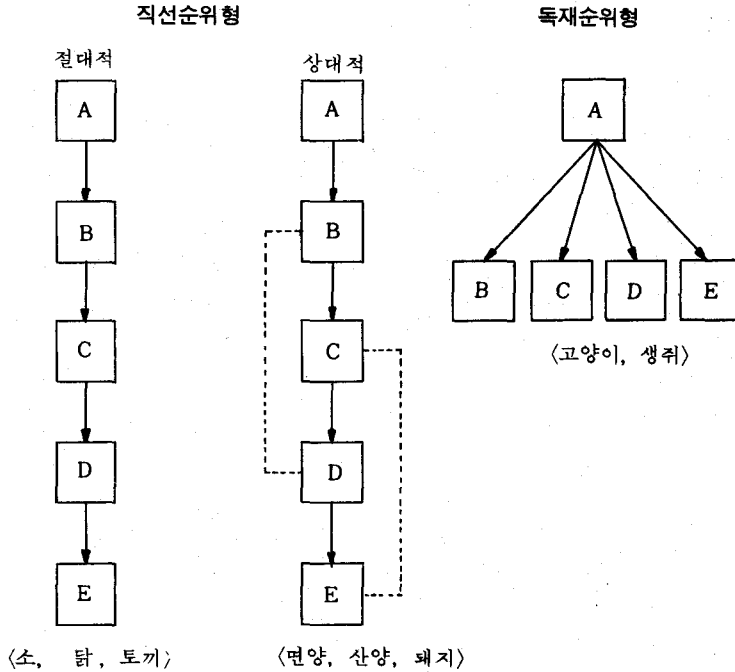 직선순위형
독재순위형
절대적
상대적
A
B
C
D
E
A
B
C
D
E
A
B C D E
〈고양이, 생쥐〉
〈소, 닭, 토끼〉
〈면양, 산양, 돼지〉